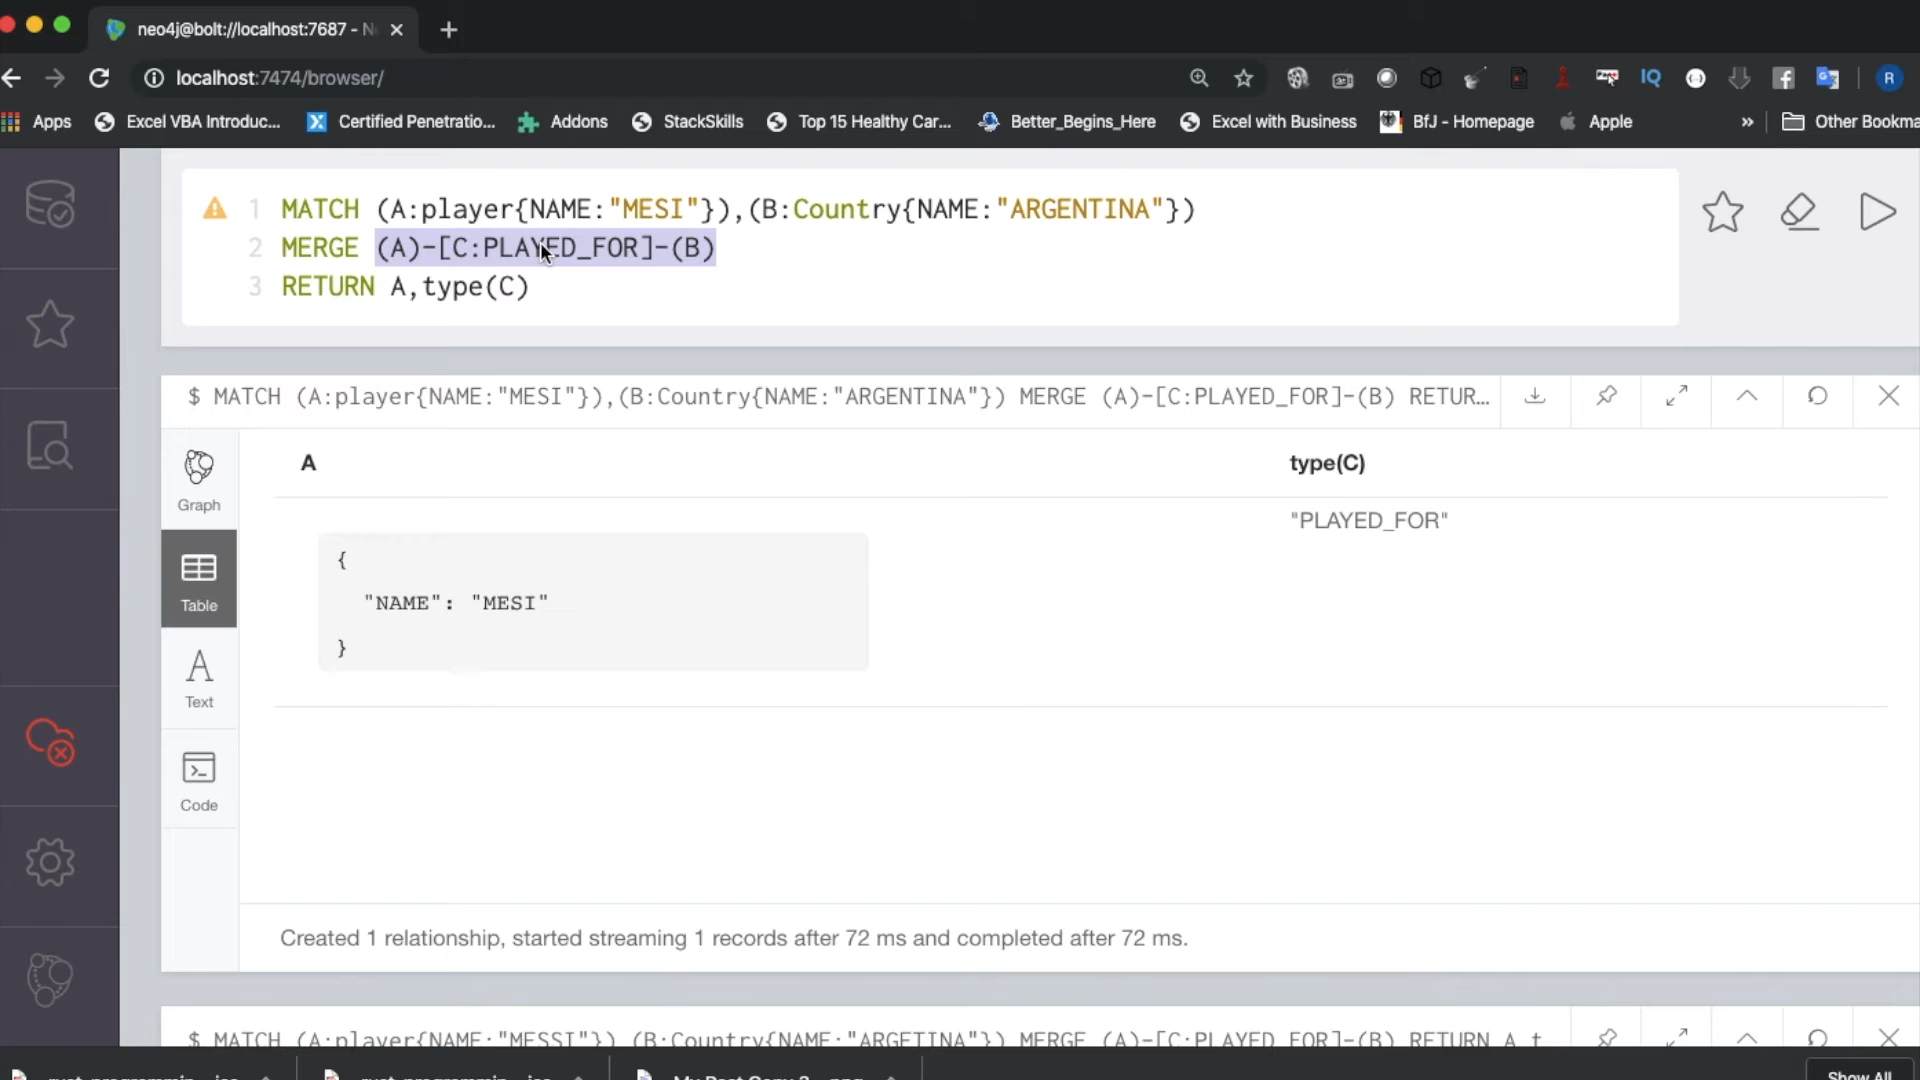 neo4j@bolt://localhost:7687 - N
localhost:7474/browser/
Apps
Excel VBA Introduc...
Certified Penetratio...
Addons
StackSkills
Top 15 Healthy Car...
Better_Begins_Here
Excel with Business
BfJ - Homepage
Apple
»
Other Bookma
1 MATCH (A:player{NAME:"MESI"}),(B:Country{NAME:"ARGENTINA"})
2 MERGE (A)-[C:PLAYED_FOR]-(B)
3 RETURN A,type(C)
$ MATCH (A:player{NAME:"MESI"}),(B:Country{NAME:"ARGENTINA"}) MERGE (A)-[C:PLAYED_FOR]-(B) RETUR...
Graph
Table
Text
Code
A
type(C)
{
"NAME": "MESI"
}
"PLAYED_FOR"
Created 1 relationship, started streaming 1 records after 72 ms and completed after 72 ms.
$ MATCH (A:player{NAME:"MESSI"}) (B:Country{NAME:"ARGETINA"}) MERGE (A)-[C:PLAYED_FOR]-(B) RETURN A t
Show All